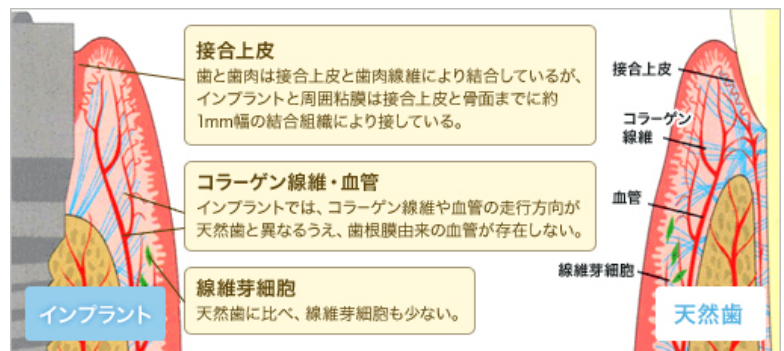 接合上皮
歯と歯肉は接合上皮と歯肉線維により結合しているが、
インプラントと周囲粘膜は接合上皮と骨面までに約
1mm幅の結合組織により接している。
コラーゲン線維・血管
インプラントでは、コラーゲン線維や血管の走行方向が
天然歯と異なるうえ、歯根膜由来の血管が存在しない。
線維芽細胞
天然歯に比べ、線維芽細胞も少ない。
インプラント
接合上皮
コラーゲン
線維
血管
線維芽細胞
天然歯